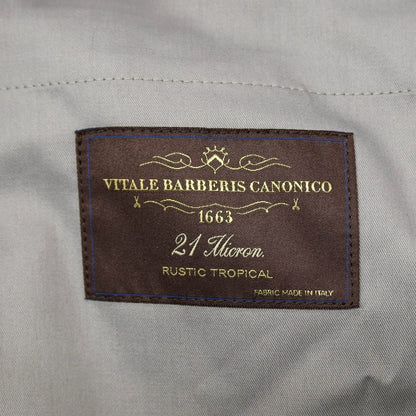 VITALE BARBERIS CANONICO
1663
21 Micron.
RUSTIC TROPICAL
FABRIC MADE IN ITALY